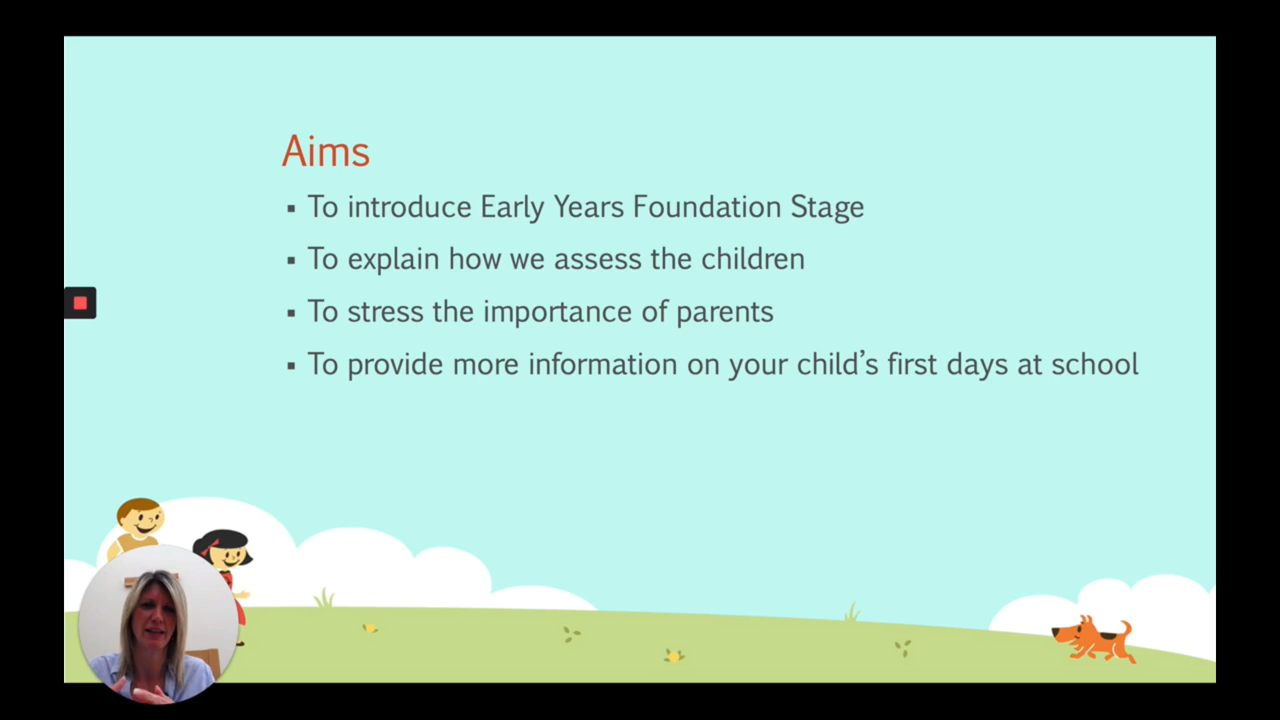 Aims
▪ To introduce Early Years Foundation Stage
▪ To explain how we assess the children
▪ To stress the importance of parents
▪ To provide more information on your child’s first days at school